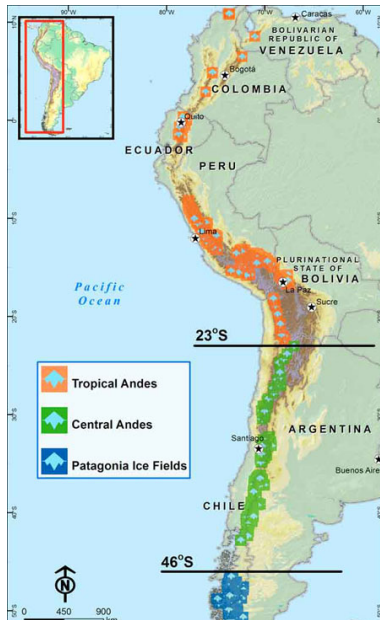 90°W
80°W
70°W
60°W
Caracas
BOLIVARIAN
REPUBLIC OF
VENEZUELA
Bogotá
COLOMBIA
Quito
ECUADOR
PERU
Lima
PLURINATIONAL
STATE OF
BOLIVIA
La Paz
Sucre
Pacific
Ocean
23°S
Tropical Andes
Central Andes
Patagonia Ice Fields
ARGENTINA
Santiago
Buenos Aires
CHILE
46°S
N
0
450
900